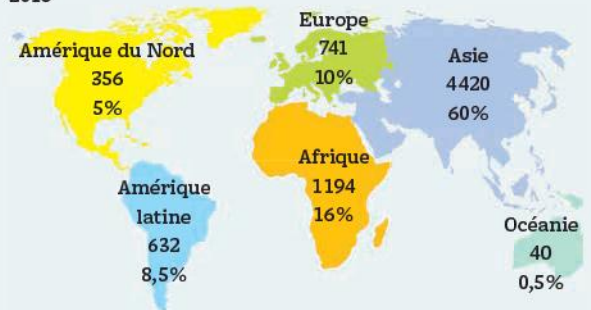 Amérique du Nord
356
5%
Europe
741
10%
Asie
4420
60%
Afrique
1194
16%
Amérique
latine
632
8,5%
Océanie
40
0,5%